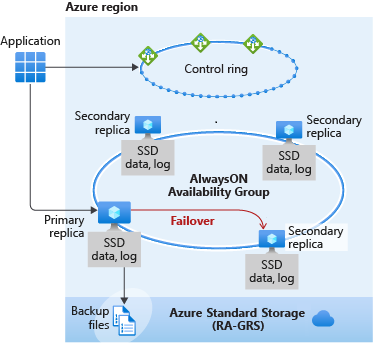 Azure region
Application
Control ring
Secondary
replica
Secondary
replica
SSD
data, log
SSD
data, log
AlwaysON
Availability Group
Primary
replica
Failover
Secondary
replica
SSD
data, log
SSD
data, log
Backup
files
Azure Standard Storage
(RA-GRS)